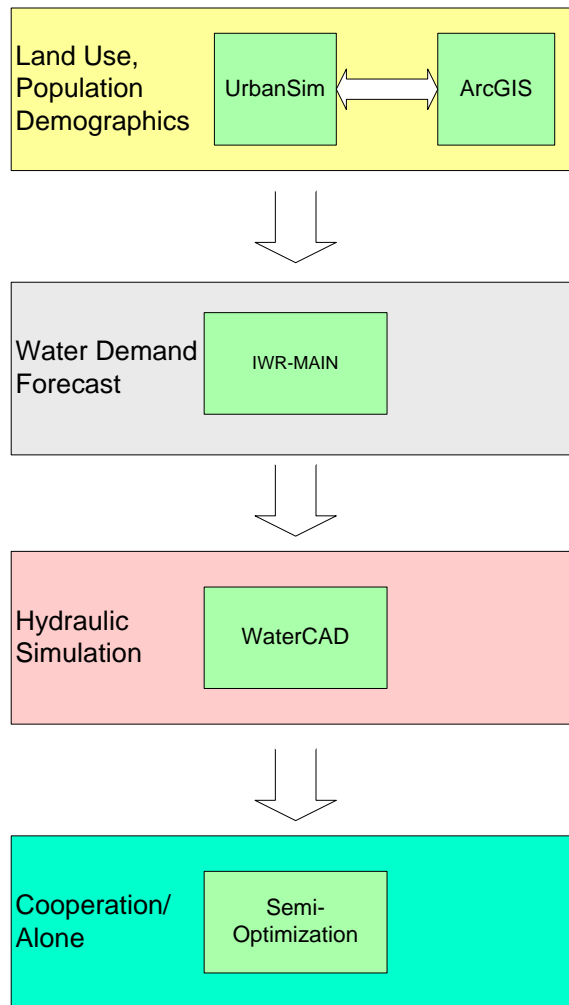 Land Use,
Population
Demographics
UrbanSim
ArcGIS
Water Demand
Forecast
IWR-MAIN
Hydraulic
Simulation
WaterCAD
Cooperation/
Alone
Semi-
Optimization